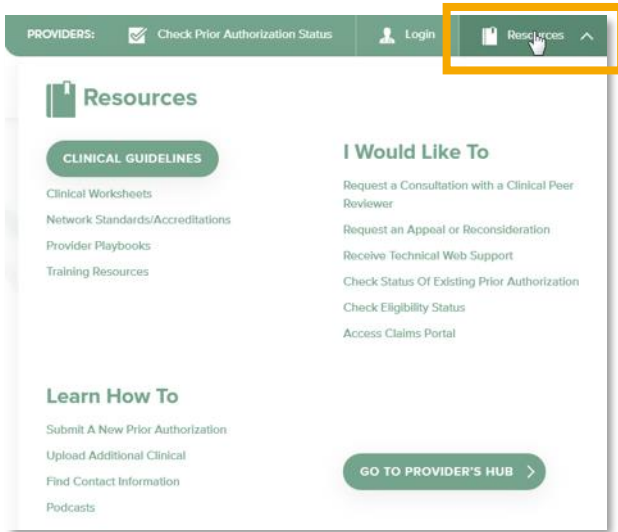 PROVIDERS: Check Prior Authorization Status Login Resources
Resources
CLINICAL GUIDELINES
Clinical Worksheets
Network Standards/Accreditations
Provider Playbooks
Training Resources
I Would Like To
Request a Consultation with a Clinical Peer
Reviewer
Request an Appeal or Reconsideration
Receive Technical Web Support
Check Status Of Existing Prior Authorization
Check Eligibility Status
Access Claims Portal
Learn How To
Submit A New Prior Authorization
Upload Additional Clinical
Find Contact Information
Podcasts
GO TO PROVIDER'S HUB